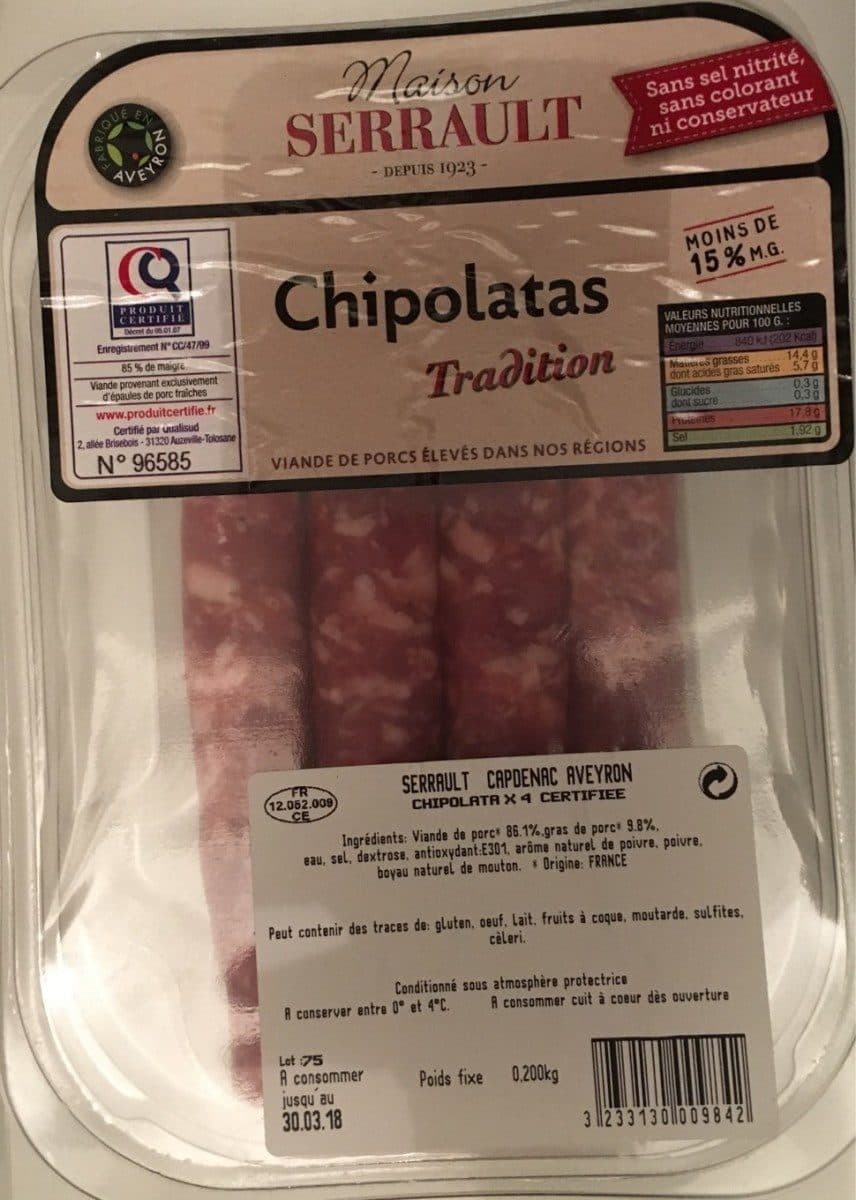 Maison
SERRAULT
- DEPUIS 1923 -
Sans sel nitrité,
sans colorant
ni conservateur
FABRIQUÉ EN
AVEYRON
PRODUIT
CERTIFIÉ
Décret du 05.01.07
Enregistrement N° CC/47/99
85 % de maigre
Viande provenant exclusivement
d'épaules de porc fraîches
www.produitcertifie.fr
Certifié par Qualisud
2, allée Brisebois - 31320 Auzeville-Tolosane
N° 96585
Chipolatas
Tradition
VIANDE DE PORCS ÉLEVÉS DANS NOS RÉGIONS
MOINS DE
15 % M.G.
VALEURS NUTRITIONNELLES
MOYENNES POUR 100 G. :
Énergie 840 kJ (202 Kcal)
Matières grasses 14,4 g
dont acides gras saturés 5,7 g
Glucides 0,3 g
dont sucre 0,3 g
Protéines 17,8 g
Sel 1,92 g
FR
12.052.009
CE
SERRAULT CAPDENAC AVEYRON
CHIPOLATA X 4 CERTIFIEE
Ingrédients: Viande de porc* 86.1%.gras de porc* 9.8%,
eau, sel, dextrose, antioxydant:E301, arôme naturel de poivre, poivre,
boyau naturel de mouton. * Origine: FRANCE
Peut contenir des traces de: gluten, oeuf, Lait, fruits à coque, moutarde, sulfites,
cèleri.
Conditionné sous atmosphère protectrice
A conserver entre 0° et 4°C. A consommer cuit à coeur dès ouverture
Lot :75
A consommer
jusqu'au
30.03.18
Poids fixe 0,200kg
3 233130 009842